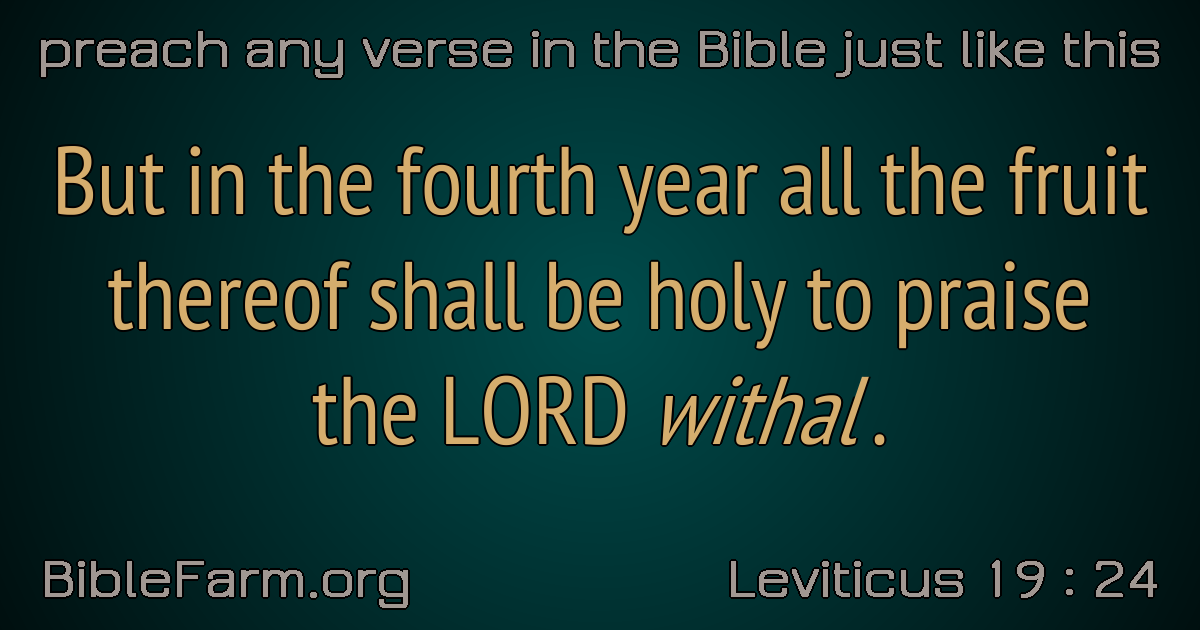 preach any verse in the Bible just like this
But in the fourth year all the fruit
thereof shall be holy to praise
the LORD withal .
BibleFarm.org
Leviticus 19 : 24